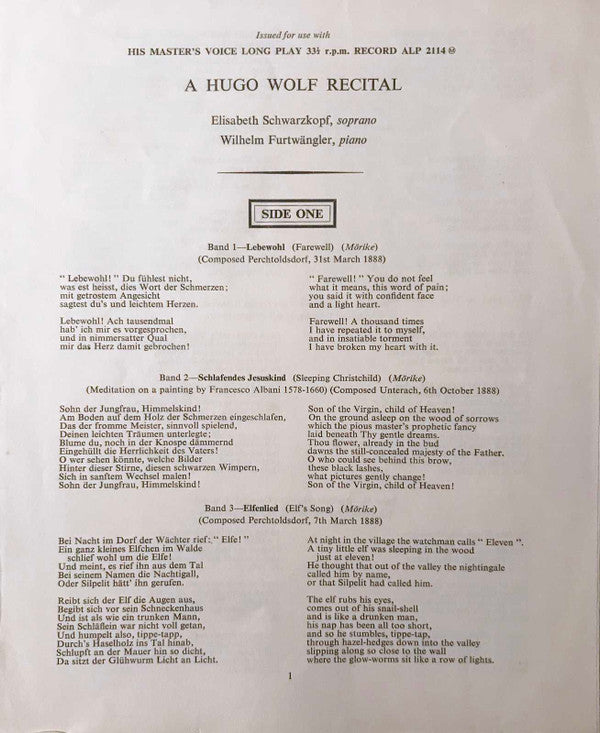 Issued for use with
HIS MASTER'S VOICE LONG PLAY 33⅓ r.p.m. RECORD ALP 2114 Ⓜ
A HUGO WOLF RECITAL
Elisabeth Schwarzkopf, soprano
Wilhelm Furtwängler, piano
SIDE ONE
Band 1—Lebewohl (Farewell) (Mörike)
(Composed Perchtoldsdorf, 31st March 1888)
“ Lebewohl! ” Du fühlest nicht,
was est heisst, dies Wort der Schmerzen;
mit getrostem Angesicht
sagtest du's und leichtem Herzen.
Lebewohl! Ach tausendmal
hab' ich mir es vorgesprochen,
und in nimmersatter Qual
mir das Herz damit gebrochen!
“ Farewell! ” You do not feel
what it means, this word of pain;
you said it with confident face
and a light heart.
Farewell! A thousand times
I have repeated it to myself,
and in insatiable torment
I have broken my heart with it.
Band 2—Schlafendes Jesuskind (Sleeping Christchild) (Mörike)
(Meditation on a painting by Francesco Albani 1578-1660) (Composed Unterach, 6th October 1888)
Sohn der Jungfrau, Himmelskind!
Am Boden auf dem Holz der Schmerzen eingeschlafen,
Das der fromme Meister, sinnvoll spielend,
Deinen leichten Träumen unterlegte;
Blume du, noch in der Knospe dämmernd
Eingehüllt die Herrlichkeit des Vaters!
O wer sehen könnte, welche Bilder
Hinter dieser Stirne, diesen schwarzen Wimpern,
Sich in sanftem Wechsel malen!
Sohn der Jungfrau, Himmelskind!
Son of the Virgin, child of Heaven!
On the ground asleep on the wood of sorrows
which the pious master's prophetic fancy
laid beneath Thy gentle dreams.
Thou flower, already in the bud
dawns the still-concealed majesty of the Father.
O who could see behind this brow,
these black lashes,
what pictures gently change!
Son of the Virgin, child of Heaven!
Band 3—Elfenlied (Elf's Song) (Mörike)
(Composed Perchtoldsdorf, 7th March 1888)
Bei Nacht im Dorf der Wächter rief: “ Elfe! ”
Ein ganz kleines Elfchen im Walde
schlief wohl um die Elfe!
Und meint, es rief ihn aus dem Tal
Bei seinem Namen die Nachtigall,
Oder Silpelit hätt' ihn gerufen.
Reibt sich der Elf die Augen aus,
Begibt sich vor sein Schneckenhaus
Und ist als wie ein trunken Mann,
Sein Schläflein war nicht voll getan,
Und humpelt also, tippe-tapp,
Durch's Haselholz ins Tal hinab,
Schlupft an der Mauer hin so dicht,
Da sitzt der Glühwurm Licht an Licht.
At night in the village the watchman calls “ Eleven ”.
A tiny little elf was sleeping in the wood
just at eleven!
He thought that out of the valley the nightingale
called him by name,
or that Silpelit had called him.
The elf rubs his eyes,
comes out of his snail-shell
and is like a drunken man,
his nap has been all too short,
and so he stumbles, tippe-tap,
through hazel-hedges down into the valley
slipping along so close to the wall
where the glow-worms sit like a row of lights.
1